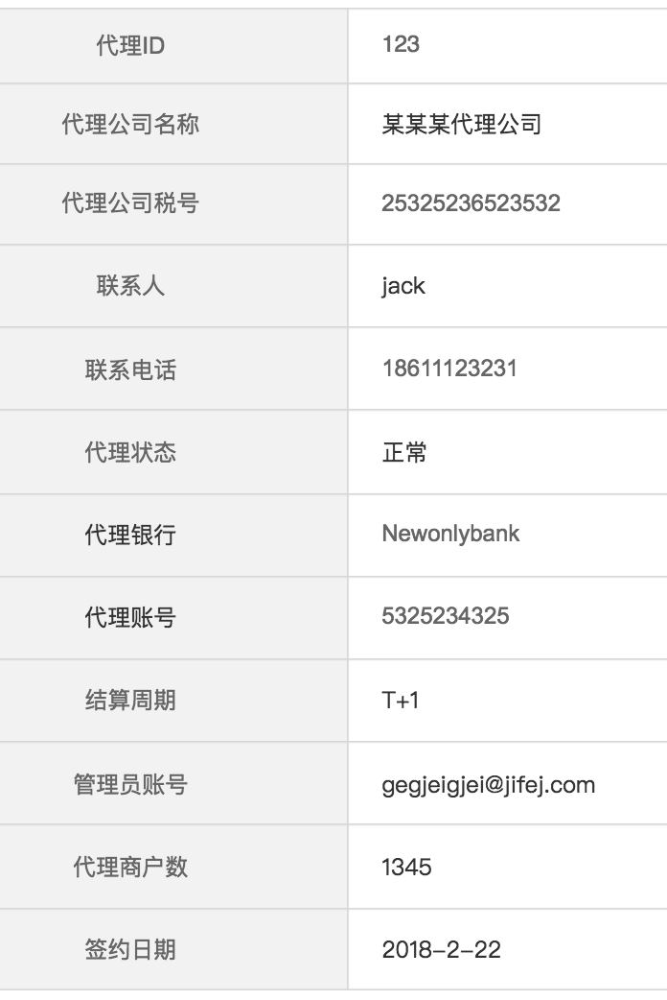 代理ID 123
代理公司名称 某某某代理公司
代理公司税号 25325236523532
联系人 jack
联系电话 18611123231
代理状态 正常
代理银行 Newonlybank
代理账号 5325234325
结算周期 T+1
管理员账号 gegjeigjei@jifej.com
代理商户数 1345
签约日期 2018-2-22